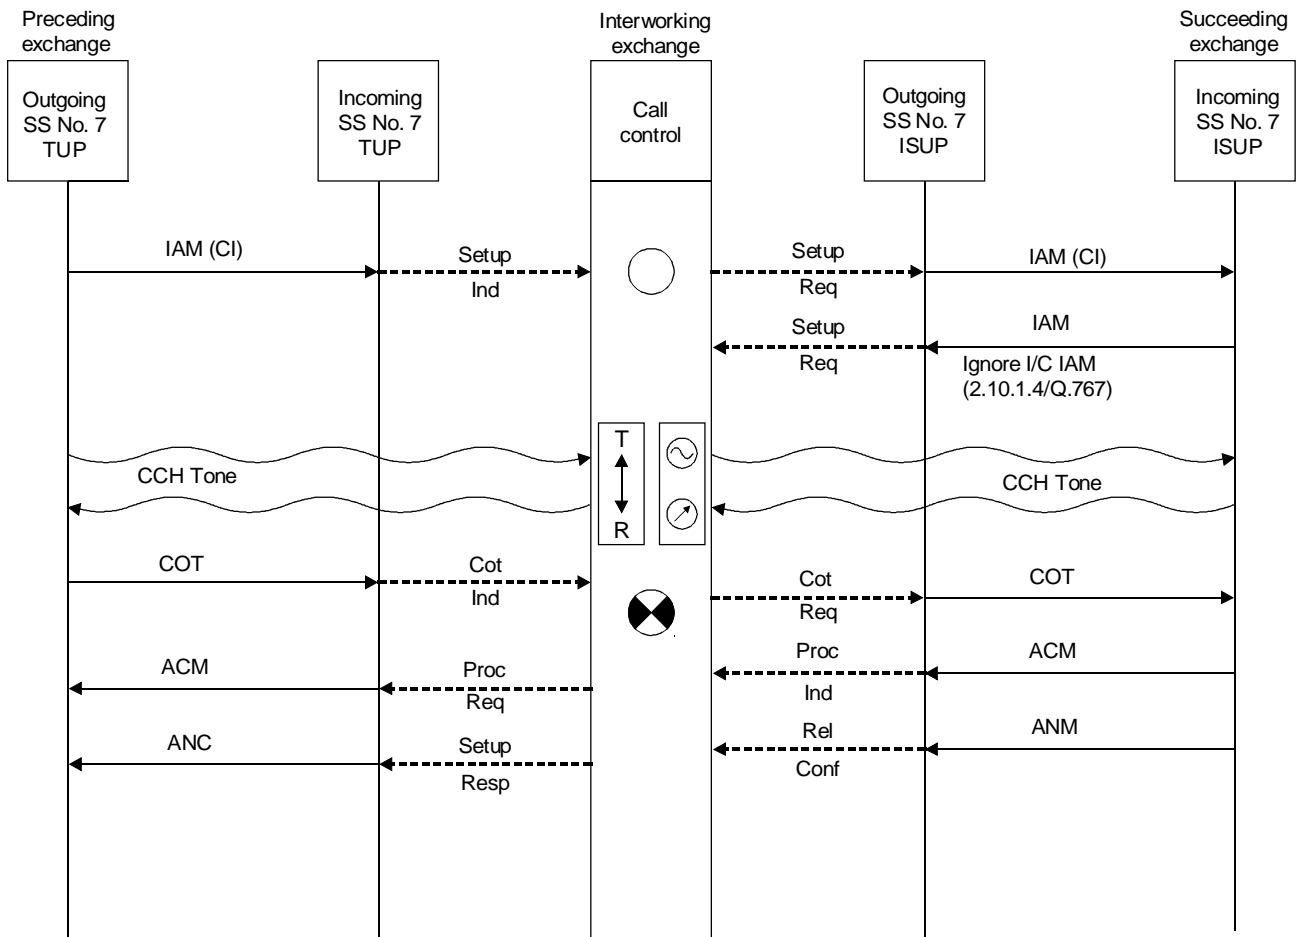 Preceding
exchange
Interworking
exchange
Succeeding
exchange
Outgoing
SS No. 7
TUP
Incoming
SS No. 7
TUP
Call
control
Outgoing
SS No. 7
ISUP
Incoming
SS No. 7
ISUP
IAM (CI)
Setup
Ind
Setup
Req
IAM (CI)
Setup
Req
IAM
Ignore I/C IAM
(2.10.1.4/Q.767)
CCH Tone
T
R
CCH Tone
COT
Cot
Ind
Cot
Req
COT
ACM
Proc
Req
Proc
Ind
ACM
ANC
Setup
Resp
Rel
Conf
ANM